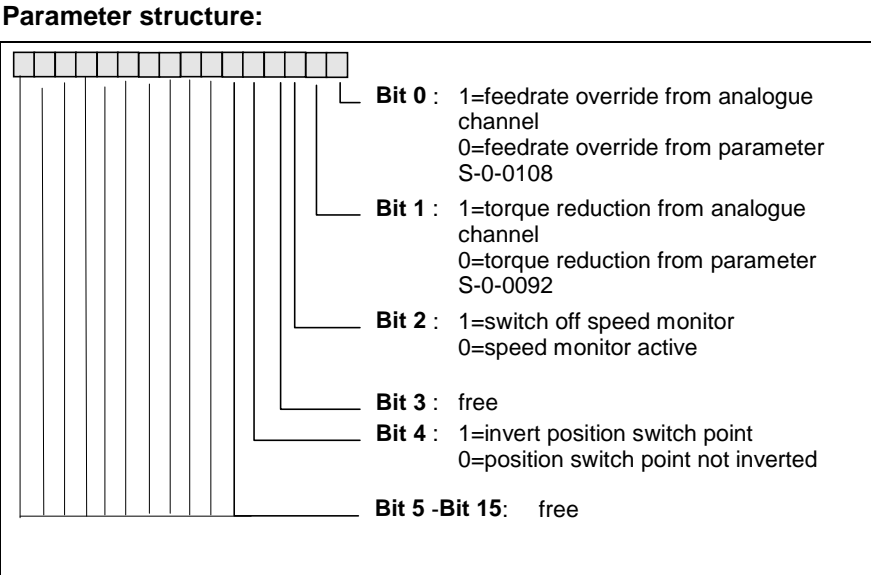 Parameter structure:
Bit 0 : 1=feedrate override from analogue
channel
0=feedrate override from parameter
S-0-0108
Bit 1 : 1=torque reduction from analogue
channel
0=torque reduction from parameter
S-0-0092
Bit 2 : 1=switch off speed monitor
0=speed monitor active
Bit 3 : free
Bit 4 : 1=invert position switch point
0=position switch point not inverted
Bit 5 -Bit 15: free